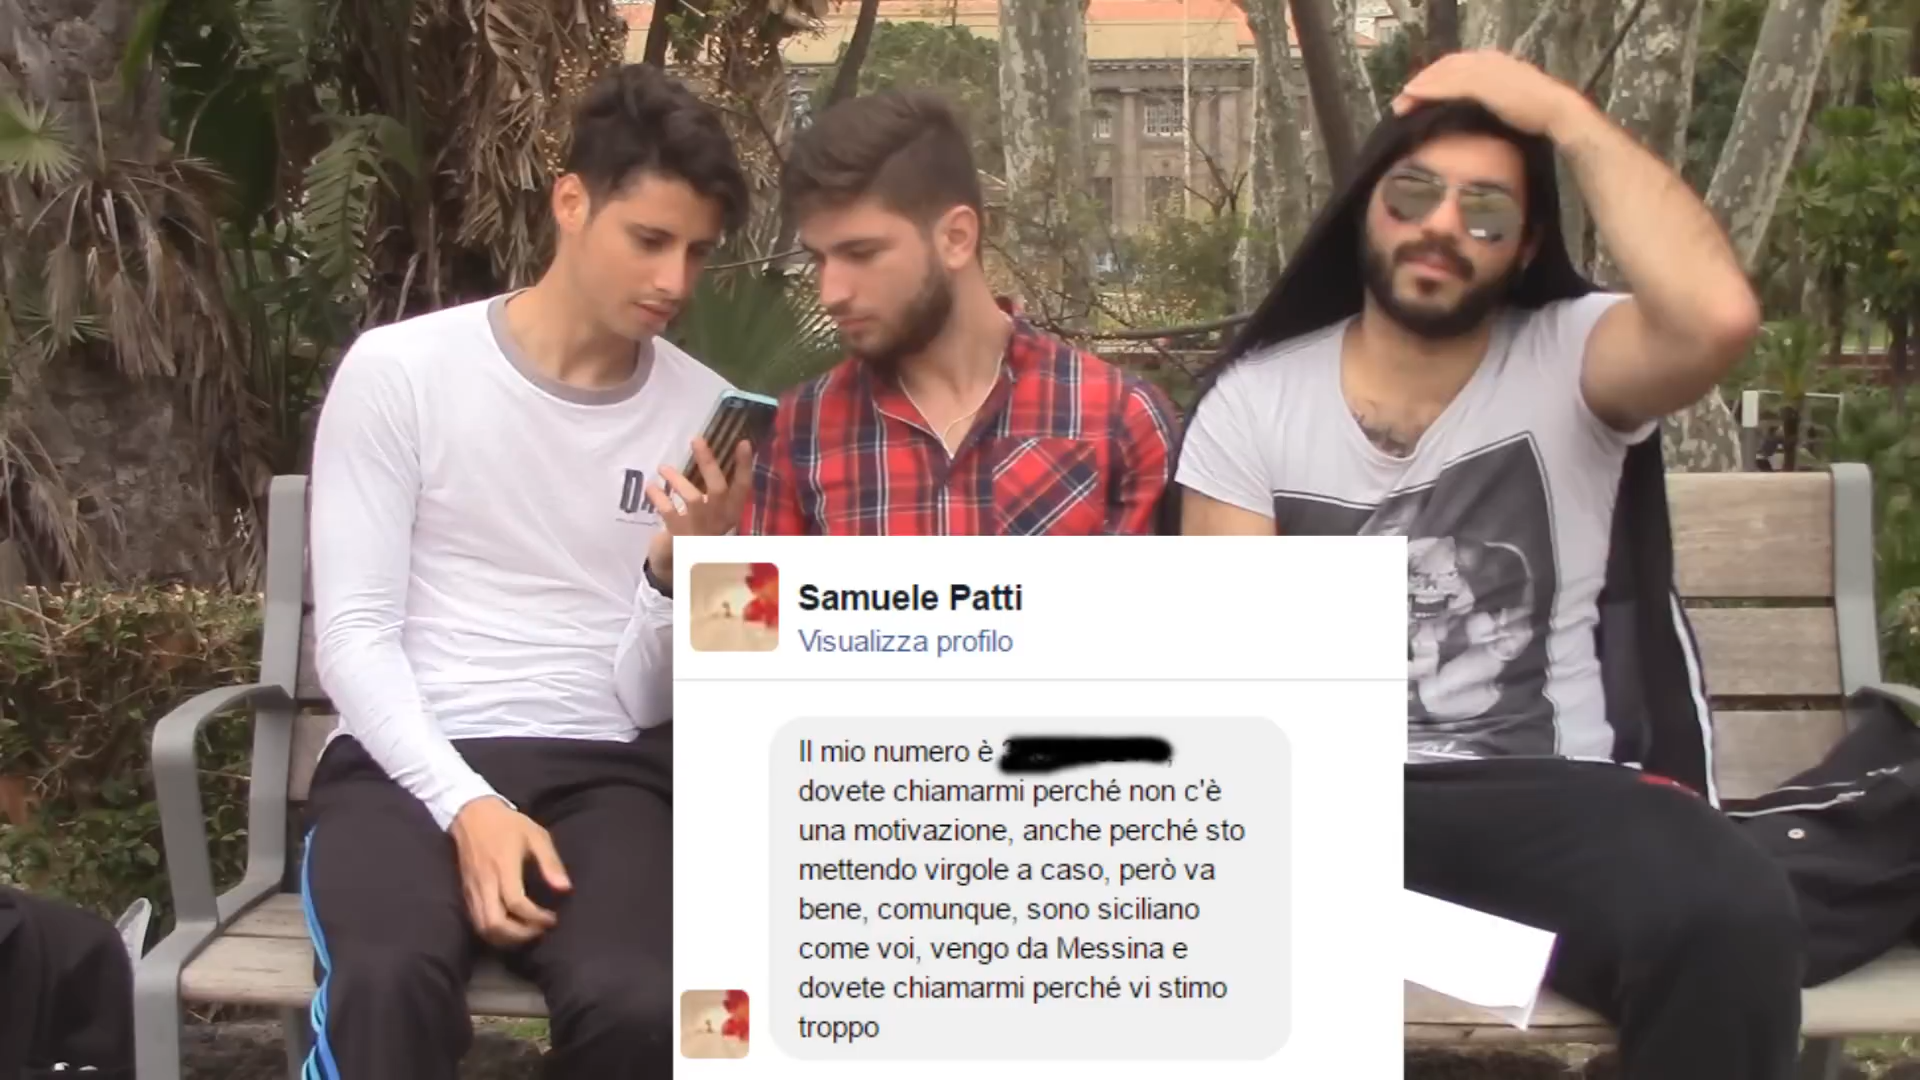 Samuele Patti
Visualizza profilo
Il mio numero è
dovete chiamarmi perché non c'è
una motivazione, anche perché sto
mettendo virgole a caso, però va
bene, comunque, sono siciliano
come voi, vengo da Messina e
dovete chiamarmi perché vi stimo
troppo